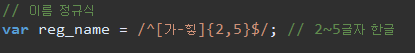 // 이름 정규식
var reg_name = /^[가-힣]{2,5}$/; // 2~5글자 한글